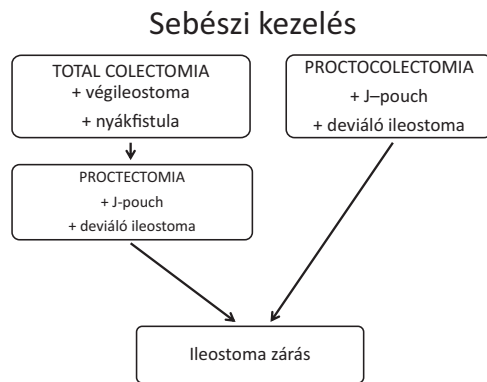 Sebészi kezelés
TOTAL COLECTOMIA
+ végileostoma
+ nyákfistula
PROCTOCOLECTOMIA
+ J–pouch
+ deviáló ileostoma
PROCTECTOMIA
+ J-pouch
+ deviáló ileostoma
Ileostoma zárás